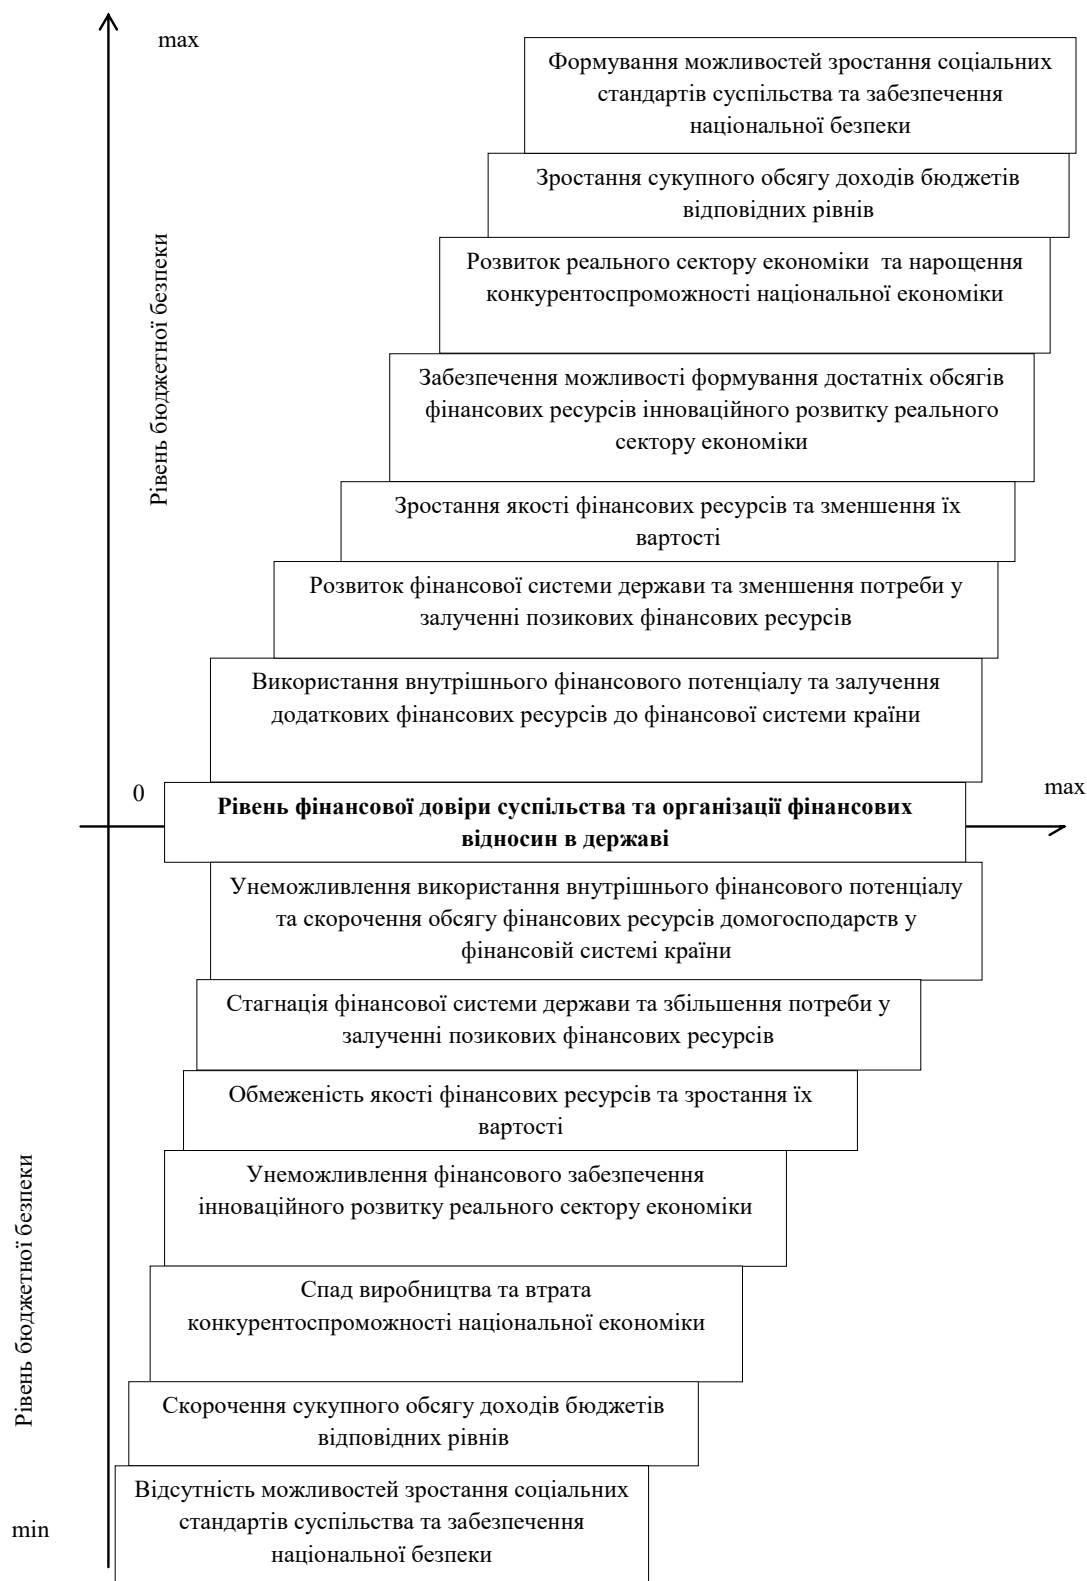 max
Формування можливостей зростання соціальних
стандартів суспільства та забезпечення
національної безпеки
Зростання сукупного обсягу доходів бюджетів
відповідних рівнів
Розвиток реального сектору економіки та нарощення
конкурентоспроможності національної економіки
Рівень бюджетної безпеки
Забезпечення можливості формування достатніх обсягів
фінансових ресурсів інноваційного розвитку реального
сектору економіки
Зростання якості фінансових ресурсів та зменшення їх
вартості
Розвиток фінансової системи держави та зменшення потреби у
залученні позикових фінансових ресурсів
Використання внутрішнього фінансового потенціалу та залучення
додаткових фінансових ресурсів до фінансової системи країни
0
max
Рівень фінансової довіри суспільства та організації фінансових
відносин в державі
Унеможливлення використання внутрішнього фінансового потенціалу
та скорочення обсягу фінансових ресурсів домогосподарств у
фінансовій системі країни
Стагнація фінансової системи держави та збільшення потреби у
залученні позикових фінансових ресурсів
Обмеженість якості фінансових ресурсів та зростання їх
вартості
Унеможливлення фінансового забезпечення
інноваційного розвитку реального сектору економіки
Рівень бюджетної безпеки
Спад виробництва та втрата
конкурентоспроможності національної економіки
Скорочення сукупного обсягу доходів бюджетів
відповідних рівнів
Відсутність можливостей зростання соціальних
стандартів суспільства та забезпечення
національної безпеки
min